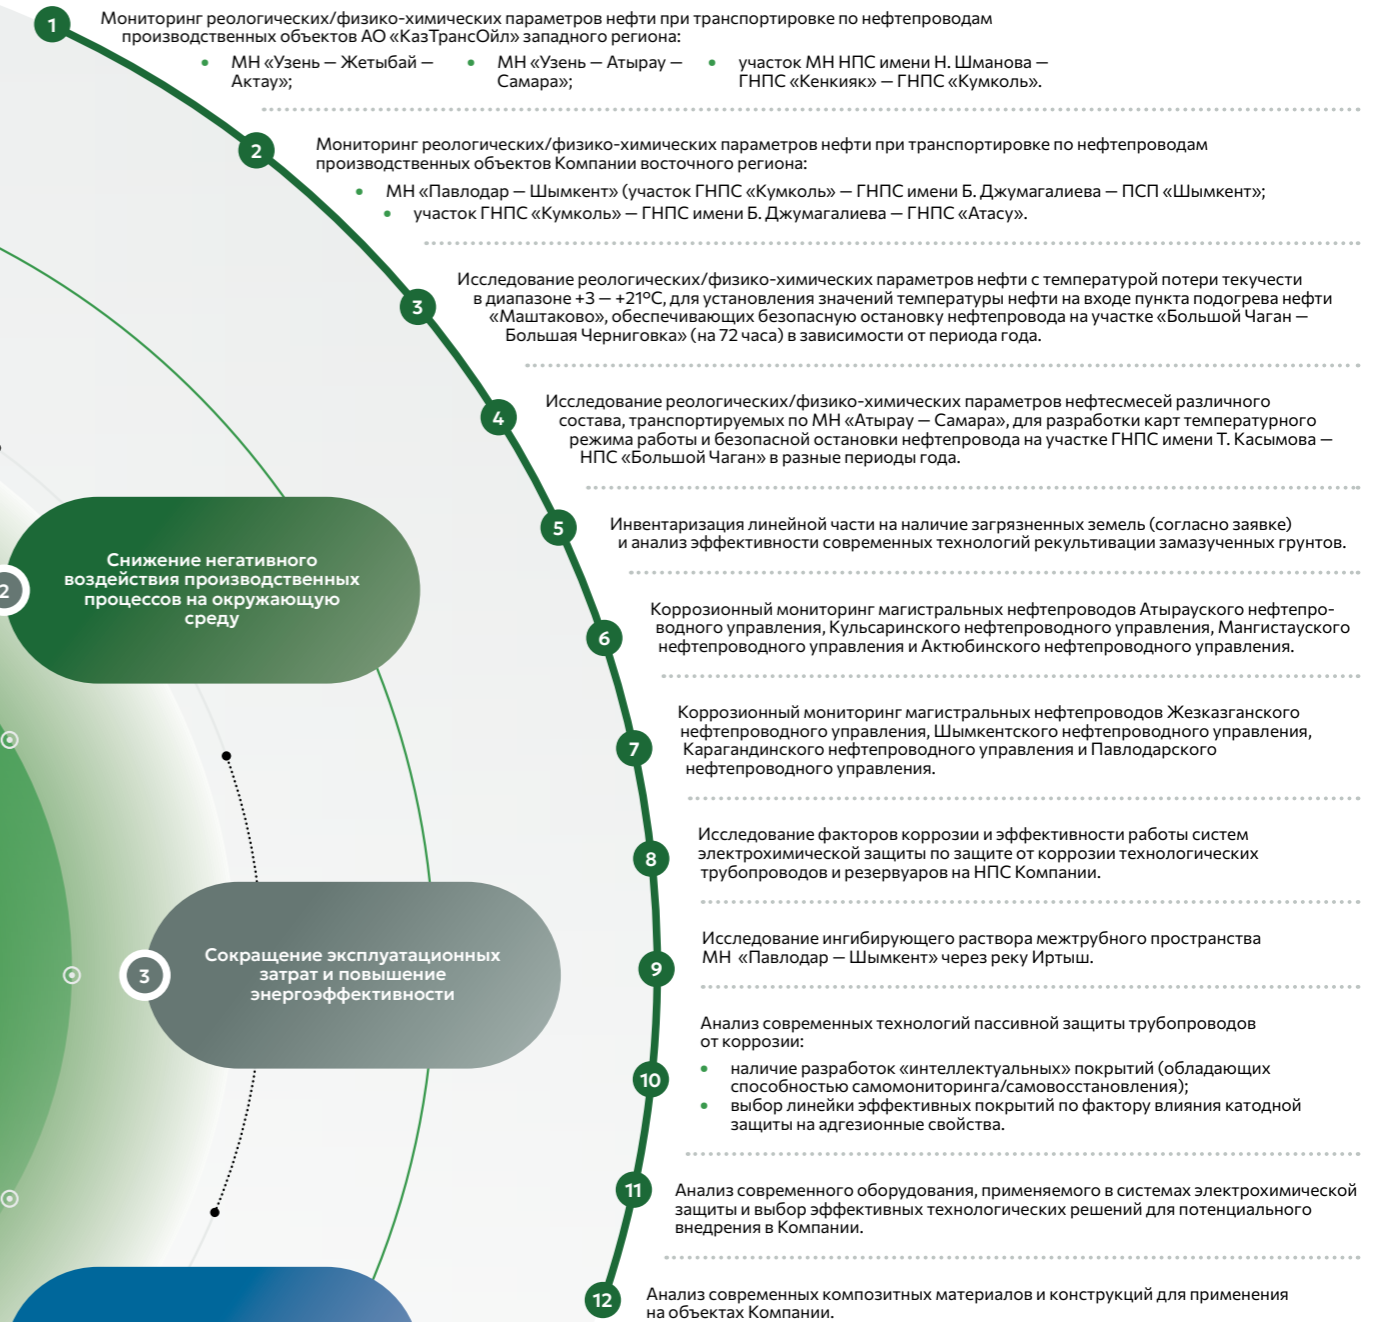 1
Мониторинг реологических/физико-химических параметров нефти при транспортировке по нефтепроводам
производственных объектов АО «КазТрансОйл» западного региона:
• МН «Узень — Жетыбай —
Актау»;
• МН «Узень — Атырау —
Самара»;
• участок МН НПС имени Н. Шманова —
ГНПС «Кенкияк» — ГНПС «Кумколь».
2
Мониторинг реологических/физико-химических параметров нефти при транспортировке по нефтепроводам
производственных объектов Компании восточного региона:
• МН «Павлодар — Шымкент» (участок ГНПС «Кумколь» — ГНПС имени Б. Джумагалиева — ПСП «Шымкент»;
• участок ГНПС «Кумколь» — ГНПС имени Б. Джумагалиева — ГНПС «Атасу».
3
Исследование реологических/физико-химических параметров нефти с температурой потери текучести
в диапазоне +3 — +21°С, для установления значений температуры нефти на входе пункта подогрева нефти
«Маштаково», обеспечивающих безопасную остановку нефтепровода на участке «Большой Чаган —
Большая Черниговка» (на 72 часа) в зависимости от периода года.
4
Исследование реологических/физико-химических параметров нефтесмесей различного
состава, транспортируемых по МН «Атырау — Самара», для разработки карт температурного
режима работы и безопасной остановки нефтепровода на участке ГНПС имени Т. Касымова —
НПС «Большой Чаган» в разные периоды года.
5
Инвентаризация линейной части на наличие загрязненных земель (согласно заявке)
и анализ эффективности современных технологий рекультивации замазученных грунтов.
6
Коррозионный мониторинг магистральных нефтепроводов Атырауского нефтепро-
водного управления, Кульсаринского нефтепроводного управления, Мангистауского
нефтепроводного управления и Актюбинского нефтепроводного управления.
7
Коррозионный мониторинг магистральных нефтепроводов Жезказганского
нефтепроводного управления, Шымкентского нефтепроводного управления,
Карагандинского нефтепроводного управления и Павлодарского
нефтепроводного управления.
8
Исследование факторов коррозии и эффективности работы систем
электрохимической защиты по защите от коррозии технологических
трубопроводов и резервуаров на НПС Компании.
9
Исследование ингибирующего раствора межтрубного пространства
МН «Павлодар — Шымкент» через реку Иртыш.
10
Анализ современных технологий пассивной защиты трубопроводов
от коррозии:
• наличие разработок «интеллектуальных» покрытий (обладающих
способностью самомониторинга/самовосстановления);
• выбор линейки эффективных покрытий по фактору влияния катодной
защиты на адгезионные свойства.
11
Анализ современного оборудования, применяемого в системах электрохимической
защиты и выбор эффективных технологических решений для потенциального
внедрения в Компании.
12
Анализ современных композитных материалов и конструкций для применения
на объектах Компании.
2
Снижение негативного
воздействия производственных
процессов на окружающую
среду
3
Сокращение эксплуатационных
затрат и повышение
энергоэффективности